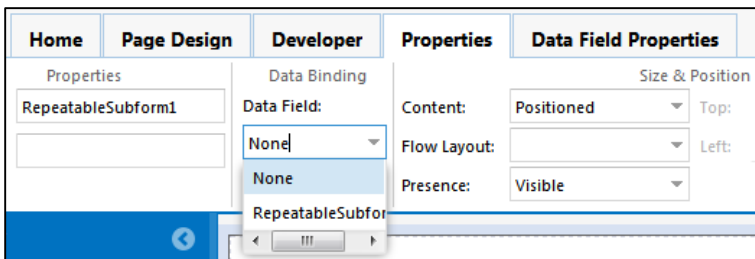 Home Page Design Developer Properties Data Field Properties
Properties Data Binding Size & Position
RepeatableSubform1 Data Field: Content: Positioned Top:
None Flow Layout: Left:
None Presence: Visible
RepeatableSubfor